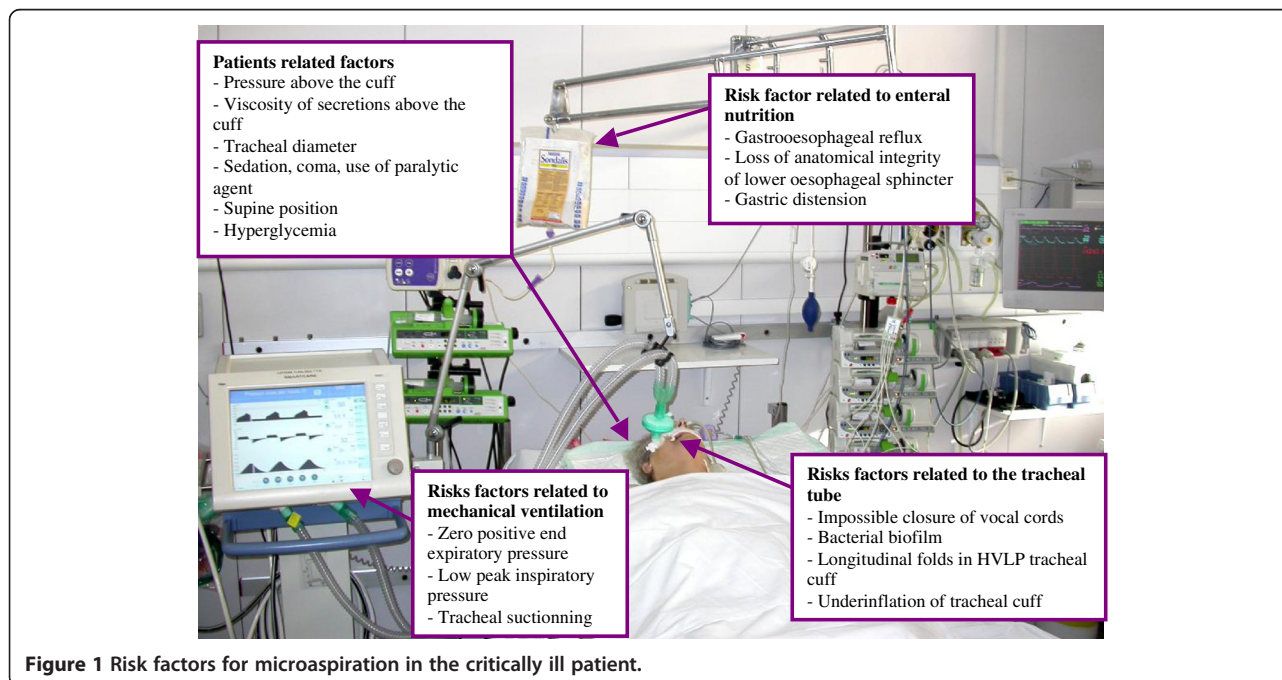 Patients related factors
- Pressure above the cuff
- Viscosity of secretions above the
cuff
- Tracheal diameter
- Sedation, coma, use of paralytic
agent
- Supine position
- Hyperglycemia
Risk factor related to enteral
nutrition
- Gastrooesophageal reflux
- Loss of anatomical integrity
of lower oesophageal sphincter
- Gastric distension
Sondalis
Risks factors related to
mechanical ventilation
- Zero positive end
expiratory pressure
- Low peak inspiratory
pressure
- Tracheal suctionning
Risks factors related to the tracheal
tube
- Impossible closure of vocal cords
- Bacterial biofilm
- Longitudinal folds in HVLP tracheal
cuff
- Underinflation of tracheal cuff
Figure 1 Risk factors for microaspiration in the critically ill patient.